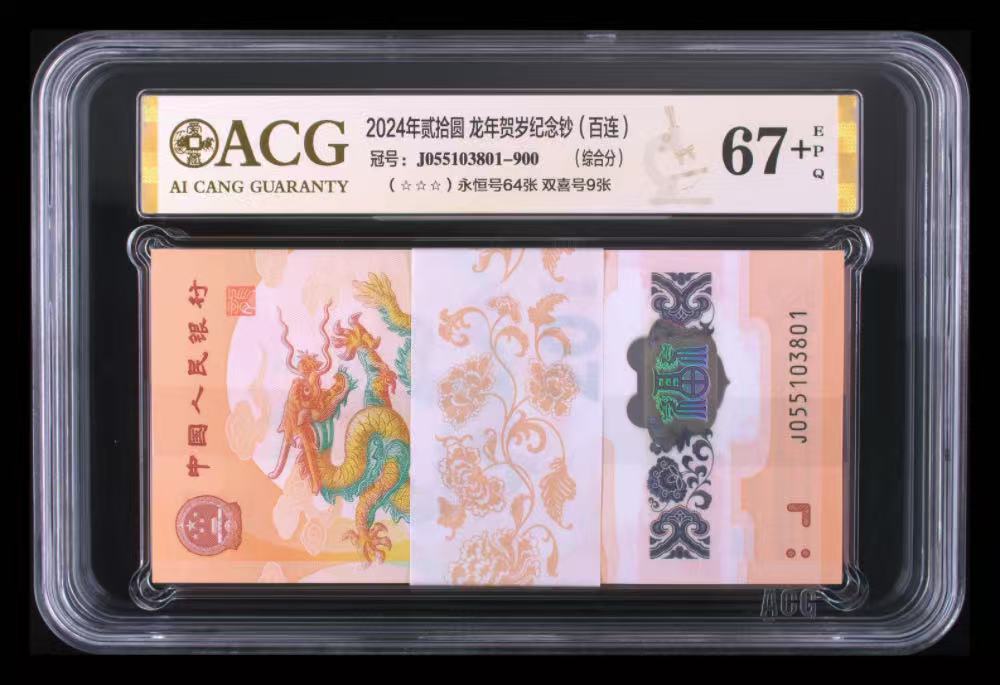 ACG
AI CANG GUARANTY
2024年贰拾圆 龙年贺岁纪念钞（百连）
冠号：J055103801-900 （综合分）
（☆☆☆）永恒号64张 双喜号9张
67+
EPQ
中国人民银行
福
J055103801
ACG